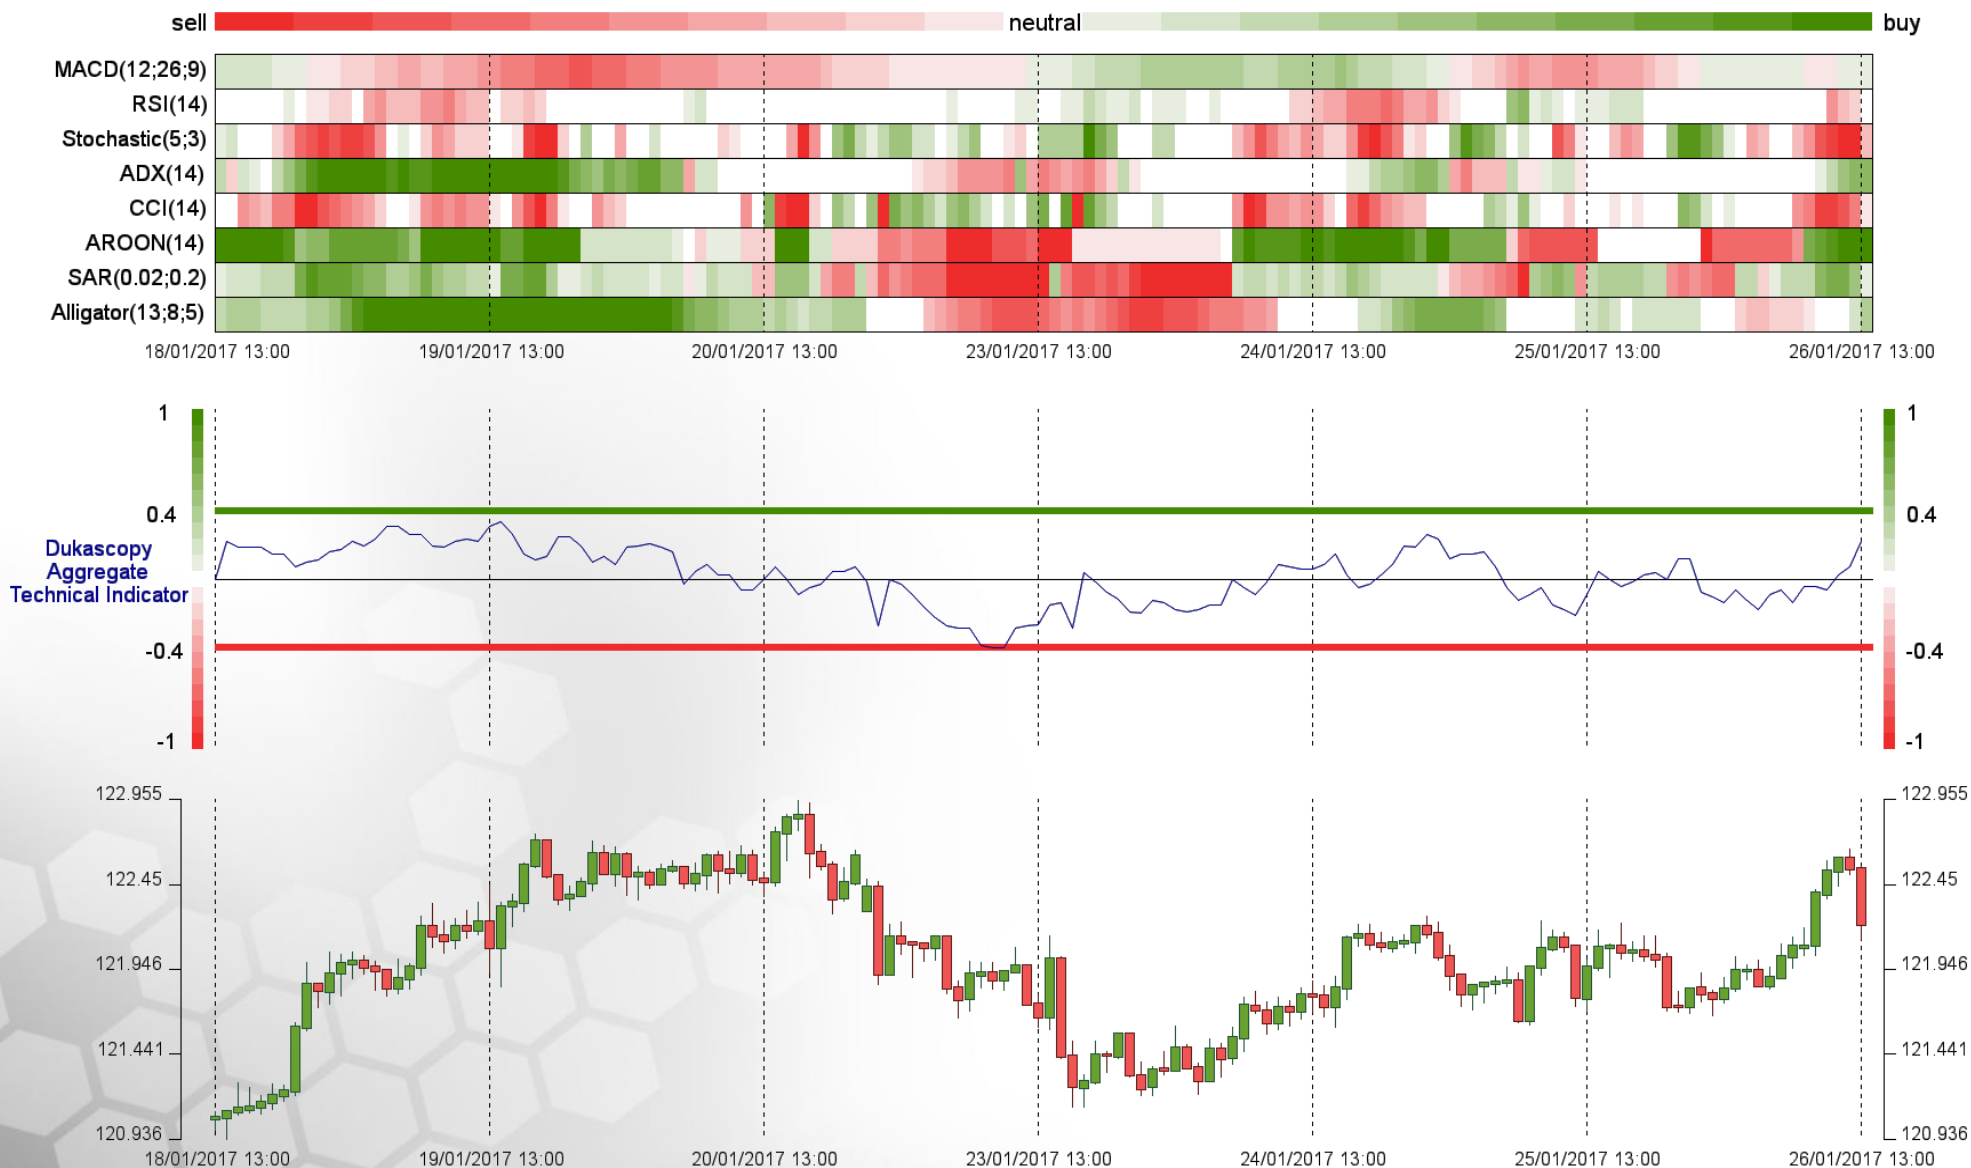 sell neutral buy
MACD(12;26;9)
RSI(14)
Stochastic(5;3)
ADX(14)
CCI(14)
AROON(14)
SAR(0.02;0.2)
Alligator(13;8;5)
18/01/2017 13:00 19/01/2017 13:00 20/01/2017 13:00 23/01/2017 13:00 24/01/2017 13:00 25/01/2017 13:00 26/01/2017 13:00
1 1
0.4 0.4
Dukascopy
Aggregate
Technical Indicator
-0.4 -0.4
-1 -1
122.955 122.955
122.45 122.45
121.946 121.946
121.441 121.441
120.936 120.936
18/01/2017 13:00 19/01/2017 13:00 20/01/2017 13:00 23/01/2017 13:00 24/01/2017 13:00 25/01/2017 13:00 26/01/2017 13:00